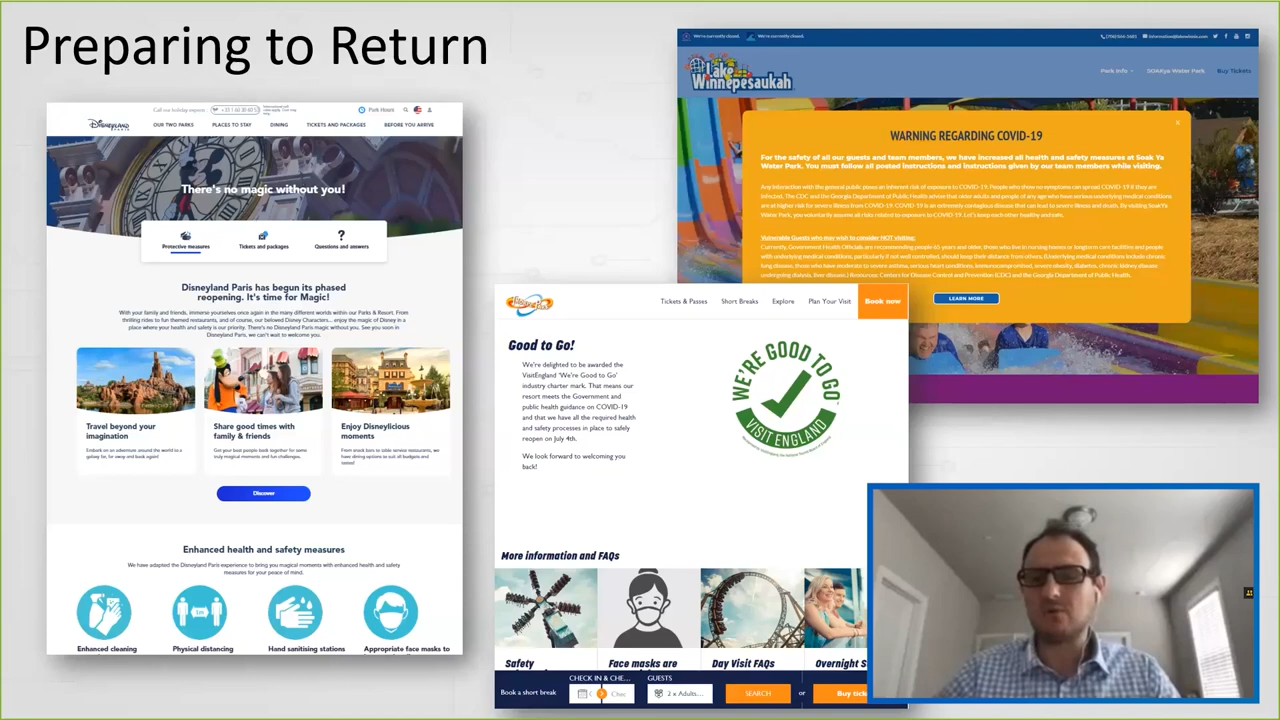 Preparing to Return
Call our holiday experts
Park Hours
Disneyland
PARIS
OUR TWO PARKS
PLACES TO STAY
DINING
TICKETS AND PACKAGES
BEFORE YOU ARRIVE
There's no magic without you!
Protective measures
Tickets and packages
Questions and answers
Disneyland Paris has begun its phased
reopening. It's time for Magic!
With your family and friends, immerse yourselves once again in the many different worlds within our Parks & Resort. From
thrilling rides to fun themed restaurants, and of course, our beloved Disney Characters... enjoy the magic of Disney in a
place where your health and safety is our priority. There's no Disneyland Paris magic without you. See you soon in
Disneyland Paris, we can't wait to welcome you.
Travel beyond your
imagination
Embark on an adventure around the world to a
galaxy far, far away and back again!
Share good times with
family & friends
Get your best people back together for some
truly magical moments and fun challenges.
Enjoy Disneylicious
moments
From snack bars to table service restaurants, we
have dining options to suit all budgets and
tastes!
Discover
Enhanced health and safety measures
We have adapted the Disneyland Paris experience to bring you magical moments with enhanced health and safety
measures for your peace of mind.
1m
Enhanced cleaning
Physical distancing
Hand sanitising stations
Appropriate face masks to
We're currently closed.
We're currently closed.
Lake
Winnepesaukah
Park Info
SOAKya Water Park
Buy Tickets
WARNING REGARDING COVID-19
For the safety of all our guests and team members, we have increased all health and safety measures at Soak Ya
Water Park. You must follow all posted instructions and instructions given by our team members while visiting.
Any interaction with the general public poses an inherent risk of exposure to COVID-19. People who show no symptoms can spread COVID-19 if they are
infected. The CDC and the Georgia Department of Public Health advise that older adults and people of any age who have serious underlying medical conditions
are at higher risk for severe illness from COVID-19. COVID-19 is an extremely contagious disease that can lead to severe illness and death. By visiting SoakYa
Water Park, you voluntarily assume all risks related to exposure to COVID-19. Let's keep each other healthy and safe.
Vulnerable Guests who may wish to consider NOT visiting:
Currently, Government Health Officials are recommending people 65 years and older, those who live in nursing homes or longterm care facilities and people
with underlying medical conditions, particularly if not well controlled, should keep their distance from others. (Underlying medical conditions include chronic
lung disease, those who have moderate to severe asthma, serious heart conditions, immunocompromised, severe obesity, diabetes, chronic kidney disease
undergoing dialysis, liver disease.) Resources: Centers for Disease Control and Prevention (CDC) and the Georgia Department of Public Health.
LEARN MORE
Tickets & Passes
Short Breaks
Explore
Plan Your Visit
Book now
Good to Go!
We're delighted to be awarded the
VisitEngland 'We're Good to Go'
industry charter mark. That means our
resort meets the Government and
public health guidance on COVID-19
and that we have all the required health
and safety processes in place to safely
reopen on July 4th.
We look forward to welcoming you
back!
WE'RE GOOD TO GO
VISIT ENGLAND
More information and FAQs
Safety
Face masks are
Day Visit FAQs
Overnight S
Book a short break
CHECK IN & CHE...
Chec
GUESTS
2 x Adults...
SEARCH
or
Buy tick